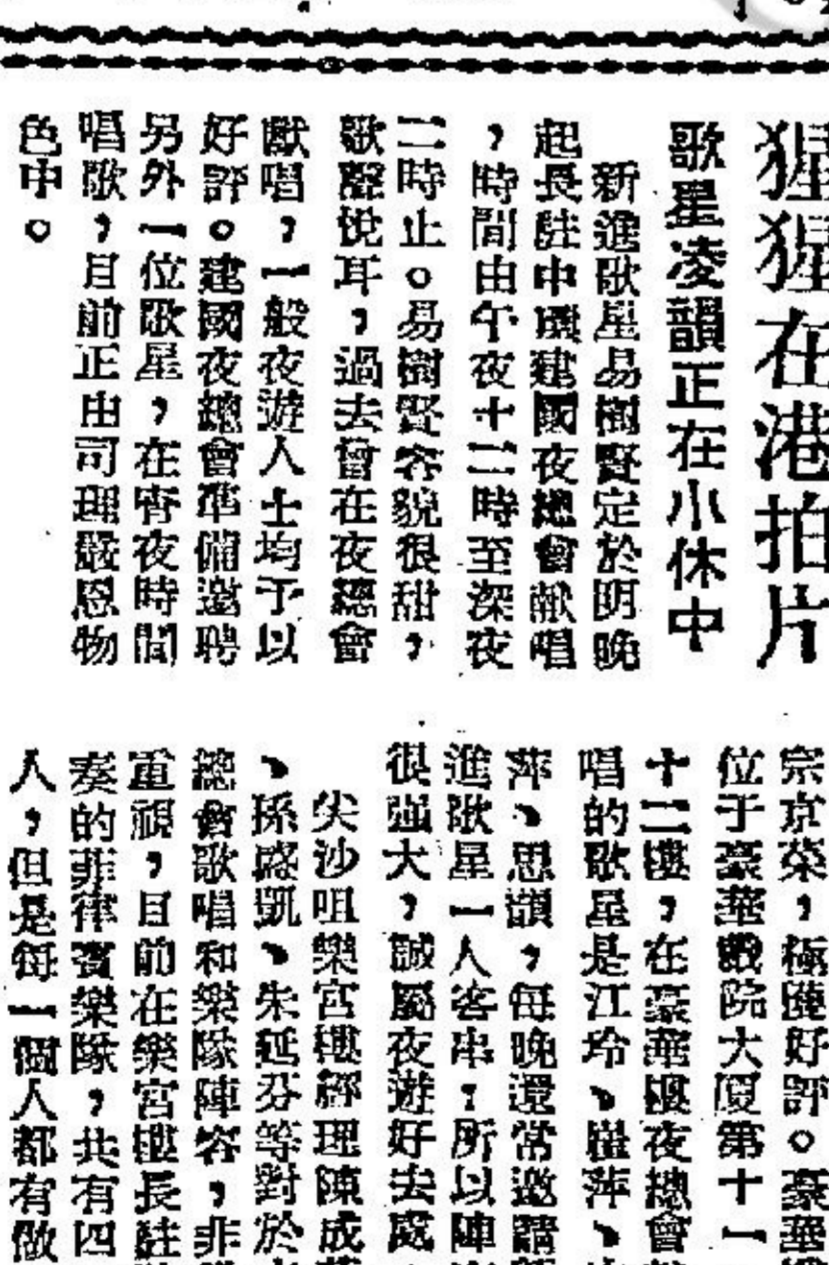 猩猩在港拍片
歌星凌韻正在小休中
新進歌星易樹賢定於明晚
起長駐中環建國夜總會献唱
，時間由午夜十二時至深夜
二時止。易樹賢容貌很甜，
歌聲悅耳，過去曾在夜總會
獻唱，一般夜遊人士均予以
好評。建國夜總會準備邀聘
另外一位歌星，在宵夜時間
唱歌，目前正由司理嚴恩物
色中。
宗京榮，極獲好評。豪華樓
位于豪華戲院大厦第十一
十二樓，在豪華樓夜總會
唱的歌星是江玲、萍、
萍、思韻，每晚還常邀請新
進歌星一人客串，所以陣
很强大，誠屬夜遊好去處
尖沙咀樂宮樓經理陳成
、孫盛凱、朱延芬等對於
總會歌唱和樂隊陣容，非
重視，目前在樂宮樓長駐
奏的菲律賓樂隊，共有四
人，但是每一個人都有做